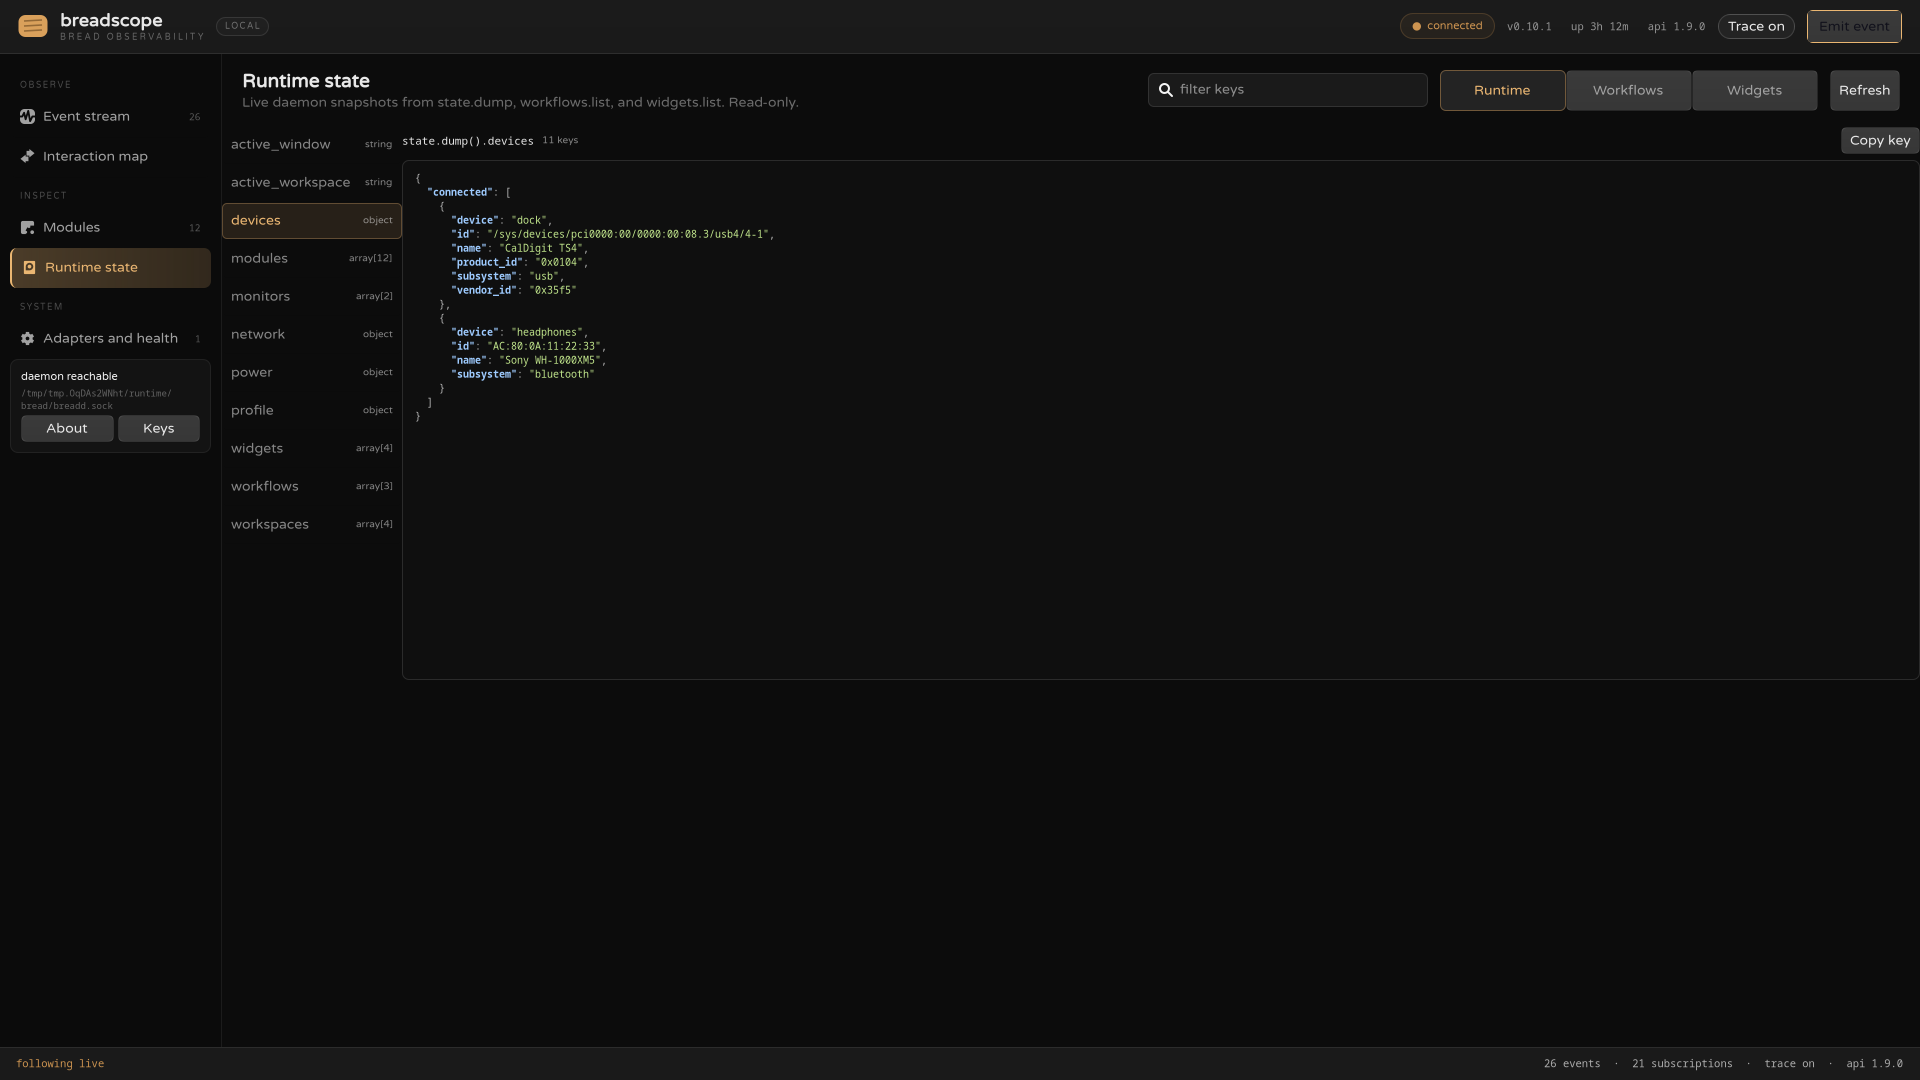 breadscope
BREAD OBSERVABILITY
LOCAL
connected
v0.10.1
up 3h 12m
api 1.9.0
Trace on
Emit event
OBSERVE
Event stream 26
Interaction map
INSPECT
Modules 12
Runtime state
SYSTEM
Adapters and health 1
daemon reachable
/tmp/tmp.OqDAs2WNht/runtime/
bread/breadd.sock
About
Keys
Runtime state
Live daemon snapshots from state.dump, workflows.list, and widgets.list. Read-only.
filter keys
Runtime
Workflows
Widgets
Refresh
active_window string
active_workspace string
devices object
modules array[12]
monitors array[2]
network object
power object
profile object
widgets array[4]
workflows array[3]
workspaces array[4]
state.dump().devices 11 keys
Copy key
{
"connected": [
{
"device": "dock",
"id": "/sys/devices/pci0000:00/0000:00:08.3/usb4/4-1",
"name": "CalDigit TS4",
"product_id": "0x0104",
"subsystem": "usb",
"vendor_id": "0x35f5"
},
{
"device": "headphones",
"id": "AC:80:0A:11:22:33",
"name": "Sony WH-1000XM5",
"subsystem": "bluetooth"
}
]
}
following live
26 events · 21 subscriptions · trace on · api 1.9.0